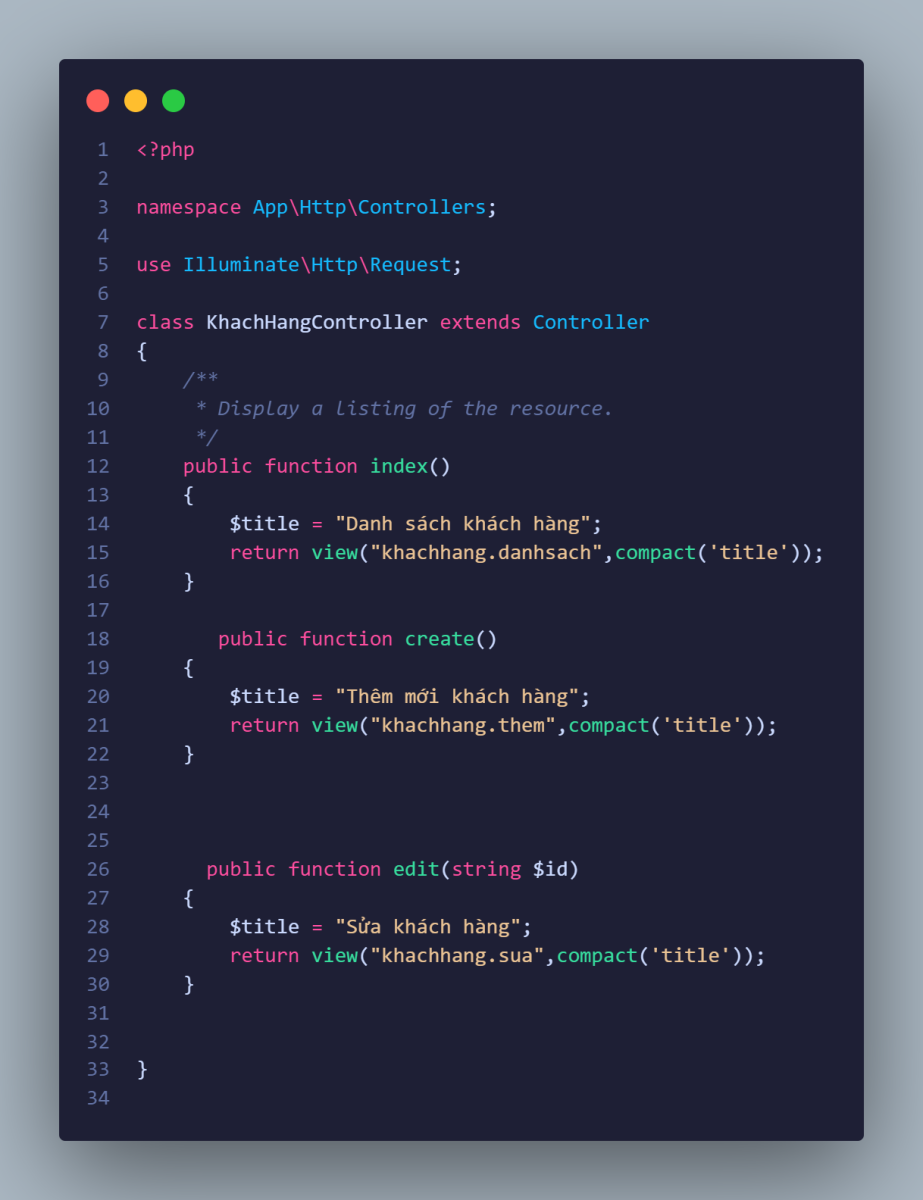 1 <?php
2
3 namespace App\Http\Controllers;
4
5 use Illuminate\Http\Request;
6
7 class KhachHangController extends Controller
8 {
9     /**
10      * Display a listing of the resource.
11      */
12     public function index()
13     {
14         $title = "Danh sách khách hàng";
15         return view("khachhang.danhsach",compact('title'));
16     }
17
18        public function create()
19     {
20         $title = "Thêm mới khách hàng";
21         return view("khachhang.them",compact('title'));
22     }
23
24
25
26       public function edit(string $id)
27     {
28         $title = "Sửa khách hàng";
29         return view("khachhang.sua",compact('title'));
30     }
31
32
33 }
34